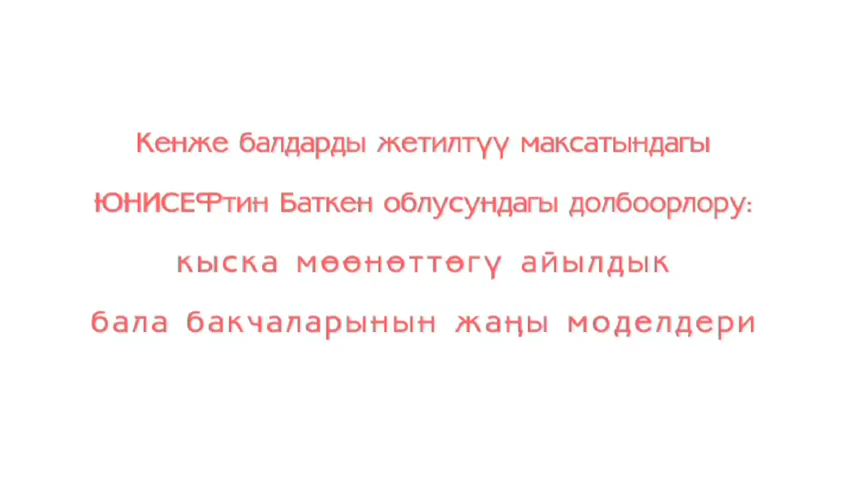 Кенже балдарды жетилтүү максатындагы
ЮНИСЕФтин Баткен облусундагы долбоорлору:
кыска мөөнөттөгү айылдык
бала бакчаларынын жаңы моделдери